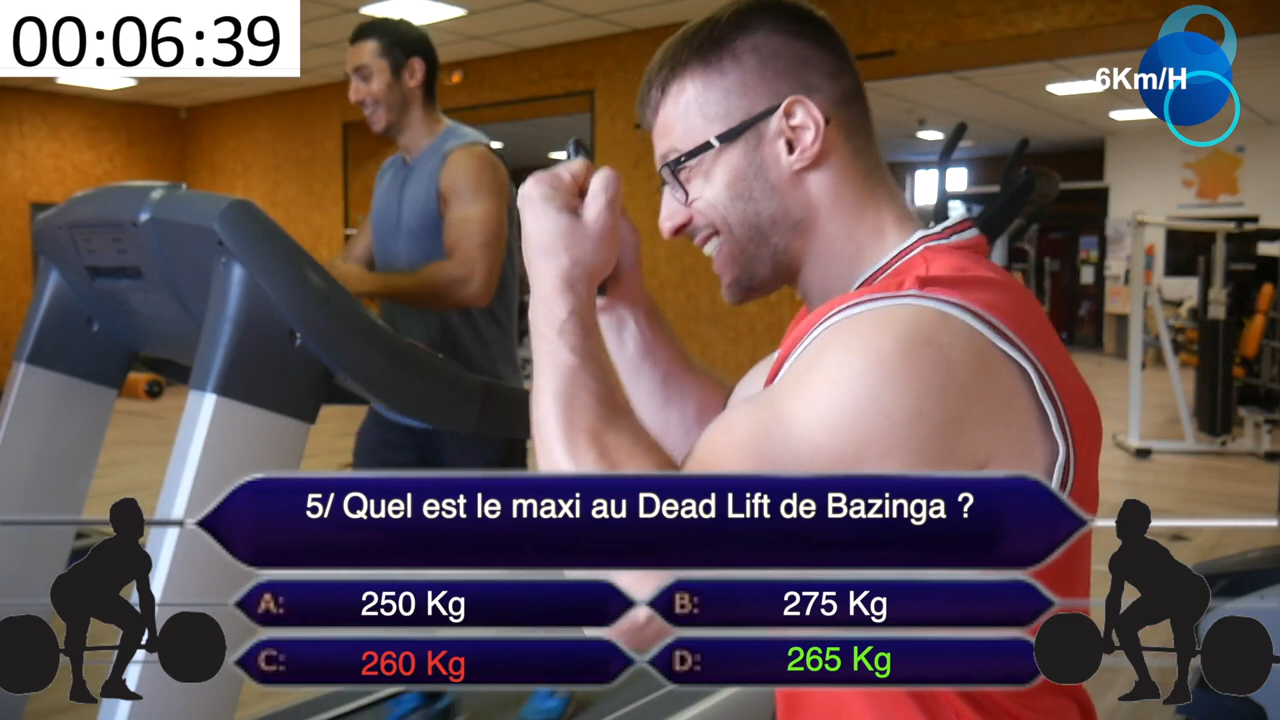 00:06:39
6Km/H
5/ Quel est le maxi au Dead Lift de Bazinga ?
A: 250 Kg
B: 275 Kg
C: 260 Kg
D: 265 Kg